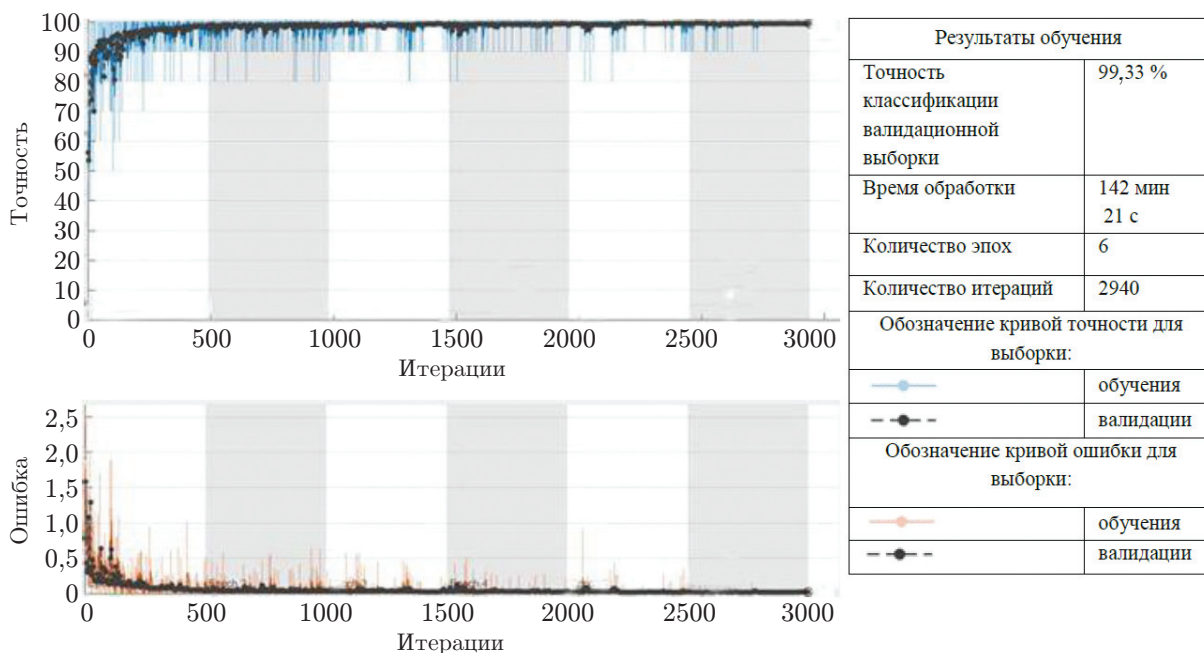 100
90
80
70
60
50
40
30
20
10
0
Точность
0 500 1000 1500 2000 2500 3000
Итерации
2,5
2,0
1,5
1,0
0,5
0
Ошибка
0 500 1000 1500 2000 2500 3000
Итерации
Результаты обучения
Точность 99,33 %
классификации
валидационной
выборки
Время обработки 142 мин
21 с
Количество эпох 6
Количество итераций 2940
Обозначение кривой точности для
выборки:
обучения
валидации
Обозначение кривой ошибки для
выборки:
обучения
валидации